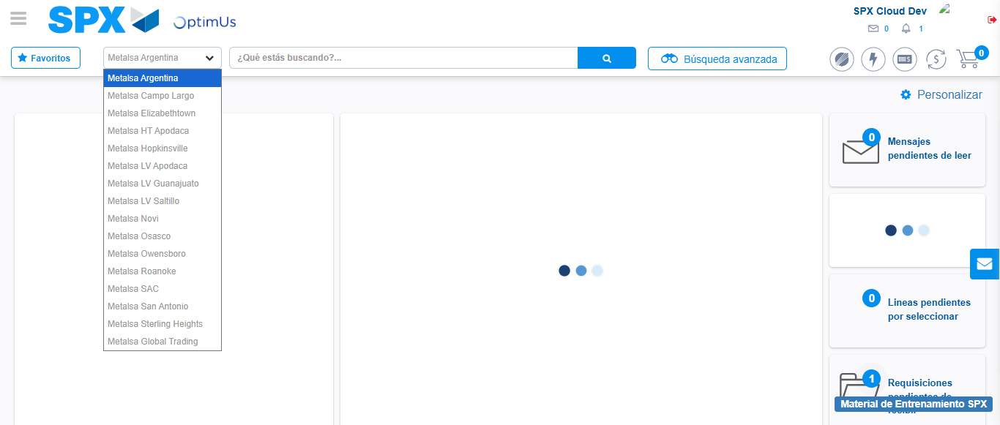 SPX
OptimUs
SPX Cloud Dev
0
1
Favoritos
Metalsa Argentina
¿Qué estás buscando?...
Búsqueda avanzada
0
Metalsa Argentina
Metalsa Campo Largo
Metalsa Elizabethtown
Metalsa HT Apodaca
Metalsa Hopkinsville
Metalsa LV Apodaca
Metalsa LV Guanajuato
Metalsa LV Saltillo
Metalsa Novi
Metalsa Osasco
Metalsa Owensboro
Metalsa Roanoke
Metalsa SAC
Metalsa San Antonio
Metalsa Sterling Heights
Metalsa Global Trading
Personalizar
0
Mensajes
pendientes de leer
0
Lineas pendientes
por seleccionar
1
Requisiciones
pendientes de
recibir
Material de Entrenamiento SPX